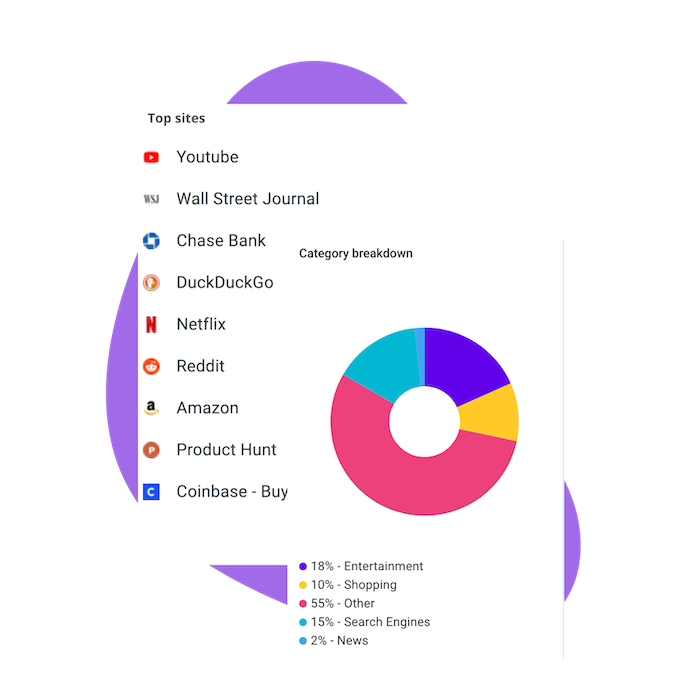 Top sites
Youtube
WSJ Wall Street Journal
Chase Bank
DuckDuckGo
Netflix
Reddit
a Amazon
P Product Hunt
C Coinbase - Buy
Category breakdown
18% - Entertainment
10% - Shopping
55% - Other
15% - Search Engines
2% - News